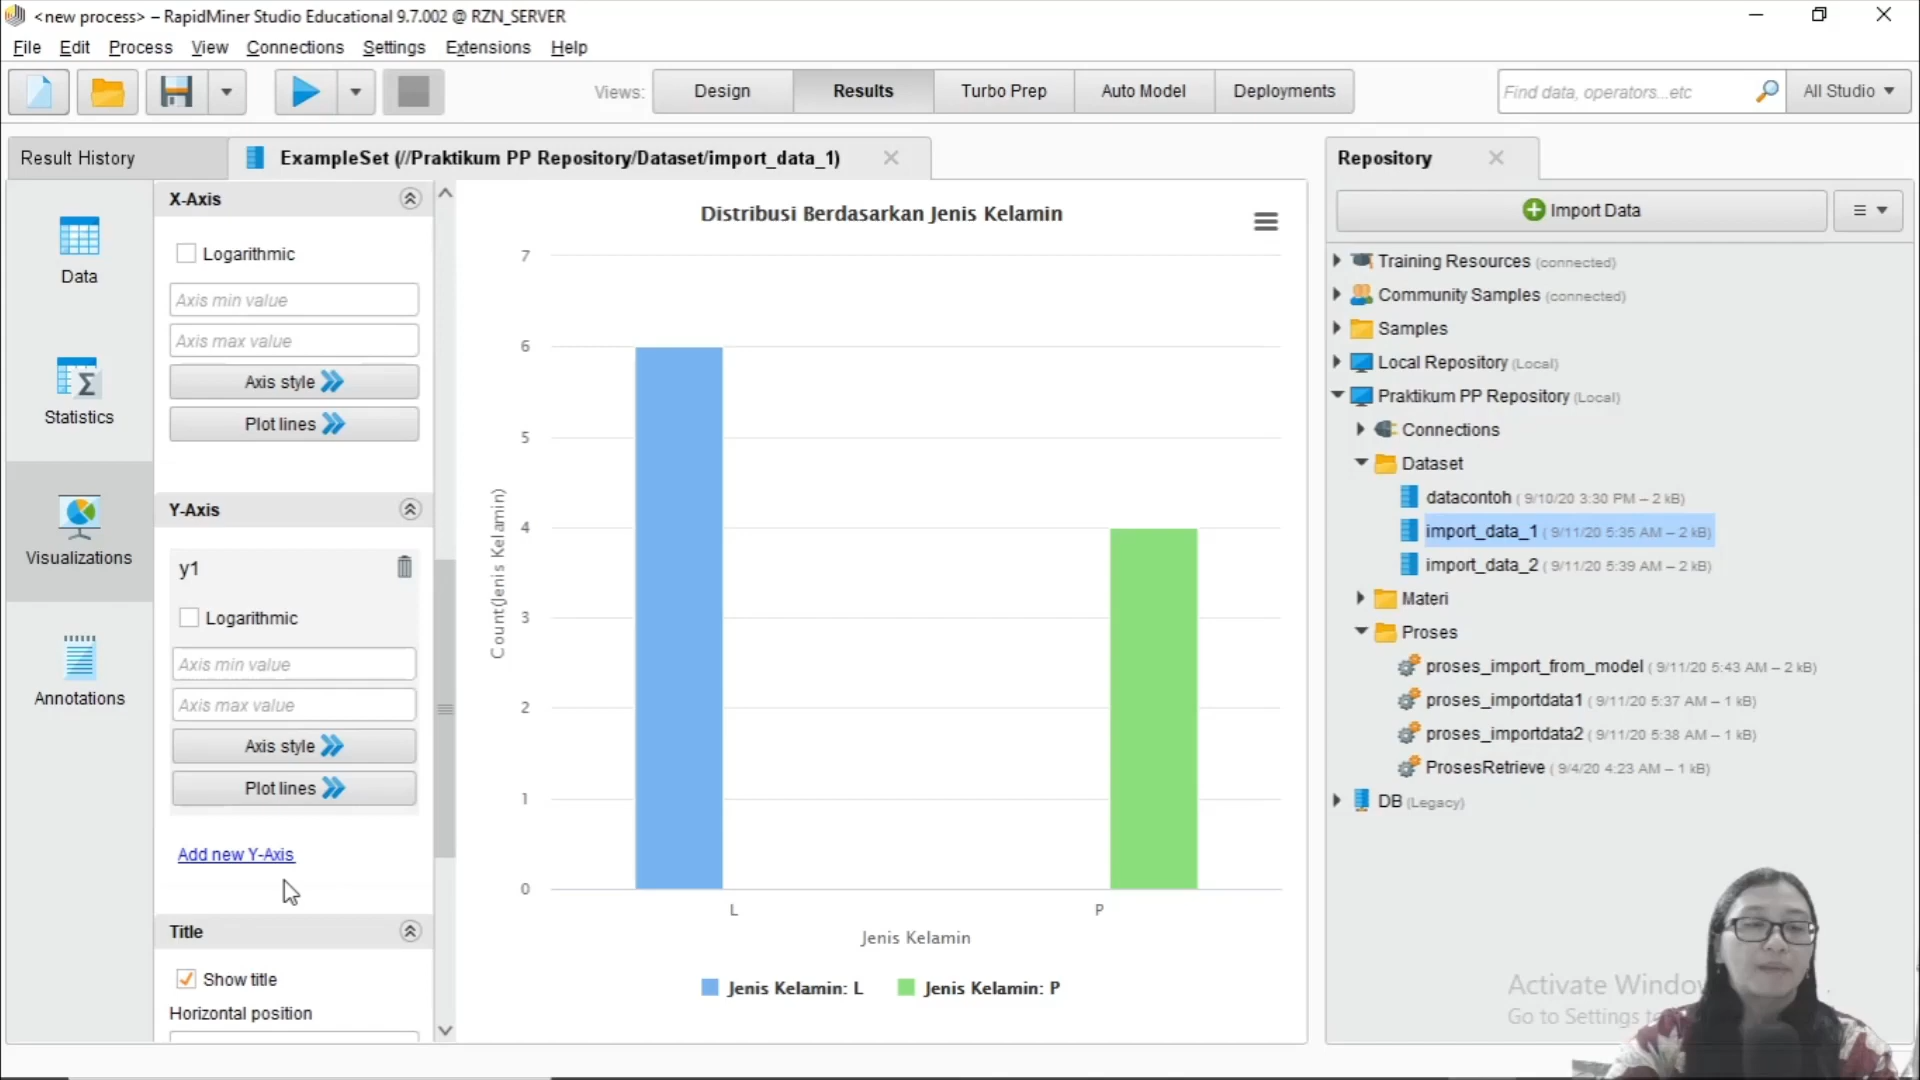 <new process> – RapidMiner Studio Educational 9.7.002 @ RZN_SERVER
File Edit Process View Connections Settings Extensions Help
Views: Design Results Turbo Prep Auto Model Deployments
Find data, operators...etc
All Studio
Result History
ExampleSet (//Praktikum PP Repository/Dataset/import_data_1)
Data
Statistics
Visualizations
Annotations
X-Axis
Logarithmic
Axis min value
Axis max value
Axis style
Plot lines
Y-Axis
y1
Logarithmic
Axis min value
Axis max value
Axis style
Plot lines
Add new Y-Axis
Title
Show title
Horizontal position
Distribusi Berdasarkan Jenis Kelamin
7
6
5
4
3
2
1
0
Count(Jenis Kelamin)
L P
Jenis Kelamin
Jenis Kelamin: L Jenis Kelamin: P
Repository
Import Data
Training Resources (connected)
Community Samples (connected)
Samples
Local Repository (Local)
Praktikum PP Repository (Local)
Connections
Dataset
datacontoh ( 9/10/20 3:30 PM – 2 kB)
import_data_1 ( 9/11/20 5:35 AM – 2 kB)
import_data_2 ( 9/11/20 5:39 AM – 2 kB)
Materi
Proses
proses_import_from_model ( 9/11/20 5:43 AM – 2 kB)
proses_importdata1 ( 9/11/20 5:37 AM – 1 kB)
proses_importdata2 ( 9/11/20 5:38 AM – 1 kB)
ProsesRetrieve ( 9/4/20 4:23 AM – 1 kB)
DB (Legacy)
Activate Window
Go to Settings